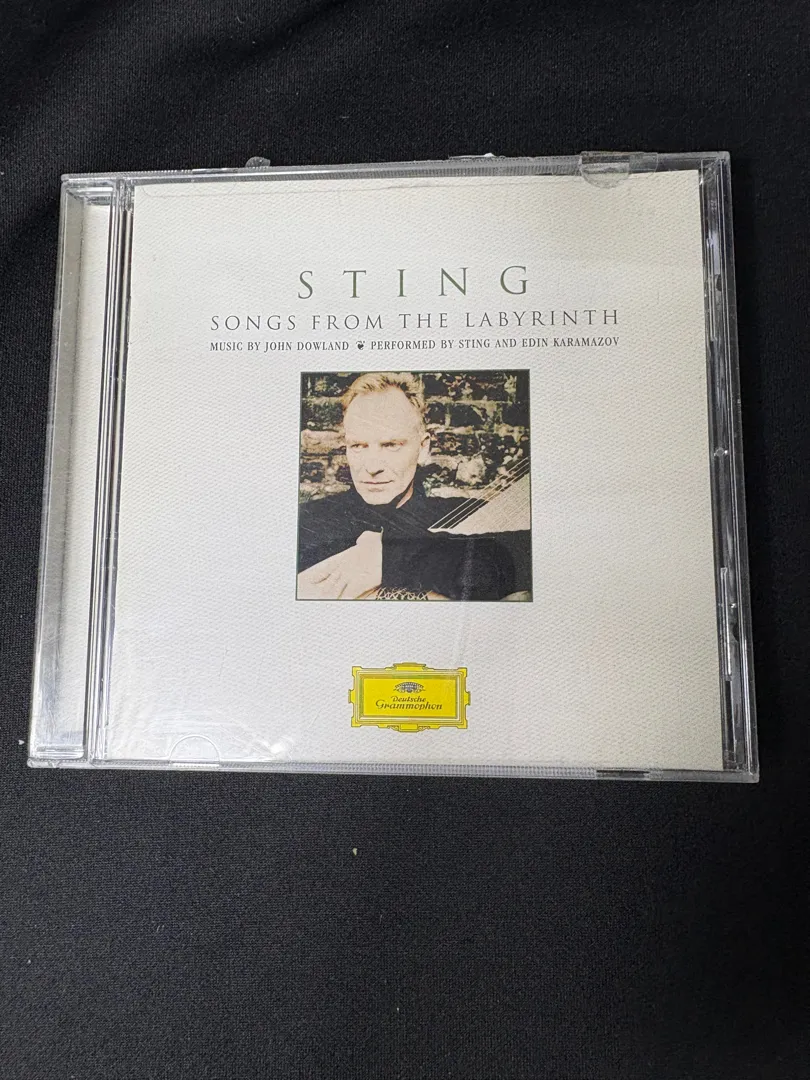 STING
SONGS FROM THE LABYRINTH
MUSIC BY JOHN DOWLAND ❦ PERFORMED BY STING AND EDIN KARAMAZOV
Deutsche
Grammophon